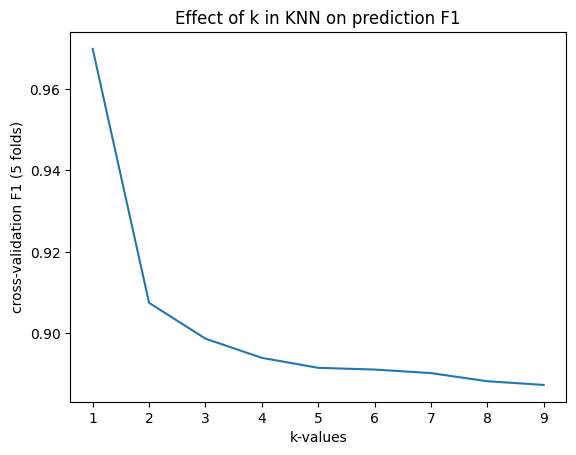 Effect of k in KNN on prediction F1
cross-validation F1 (5 folds)
0.96
0.94
0.92
0.90
1 2 3 4 5 6 7 8 9
k-values